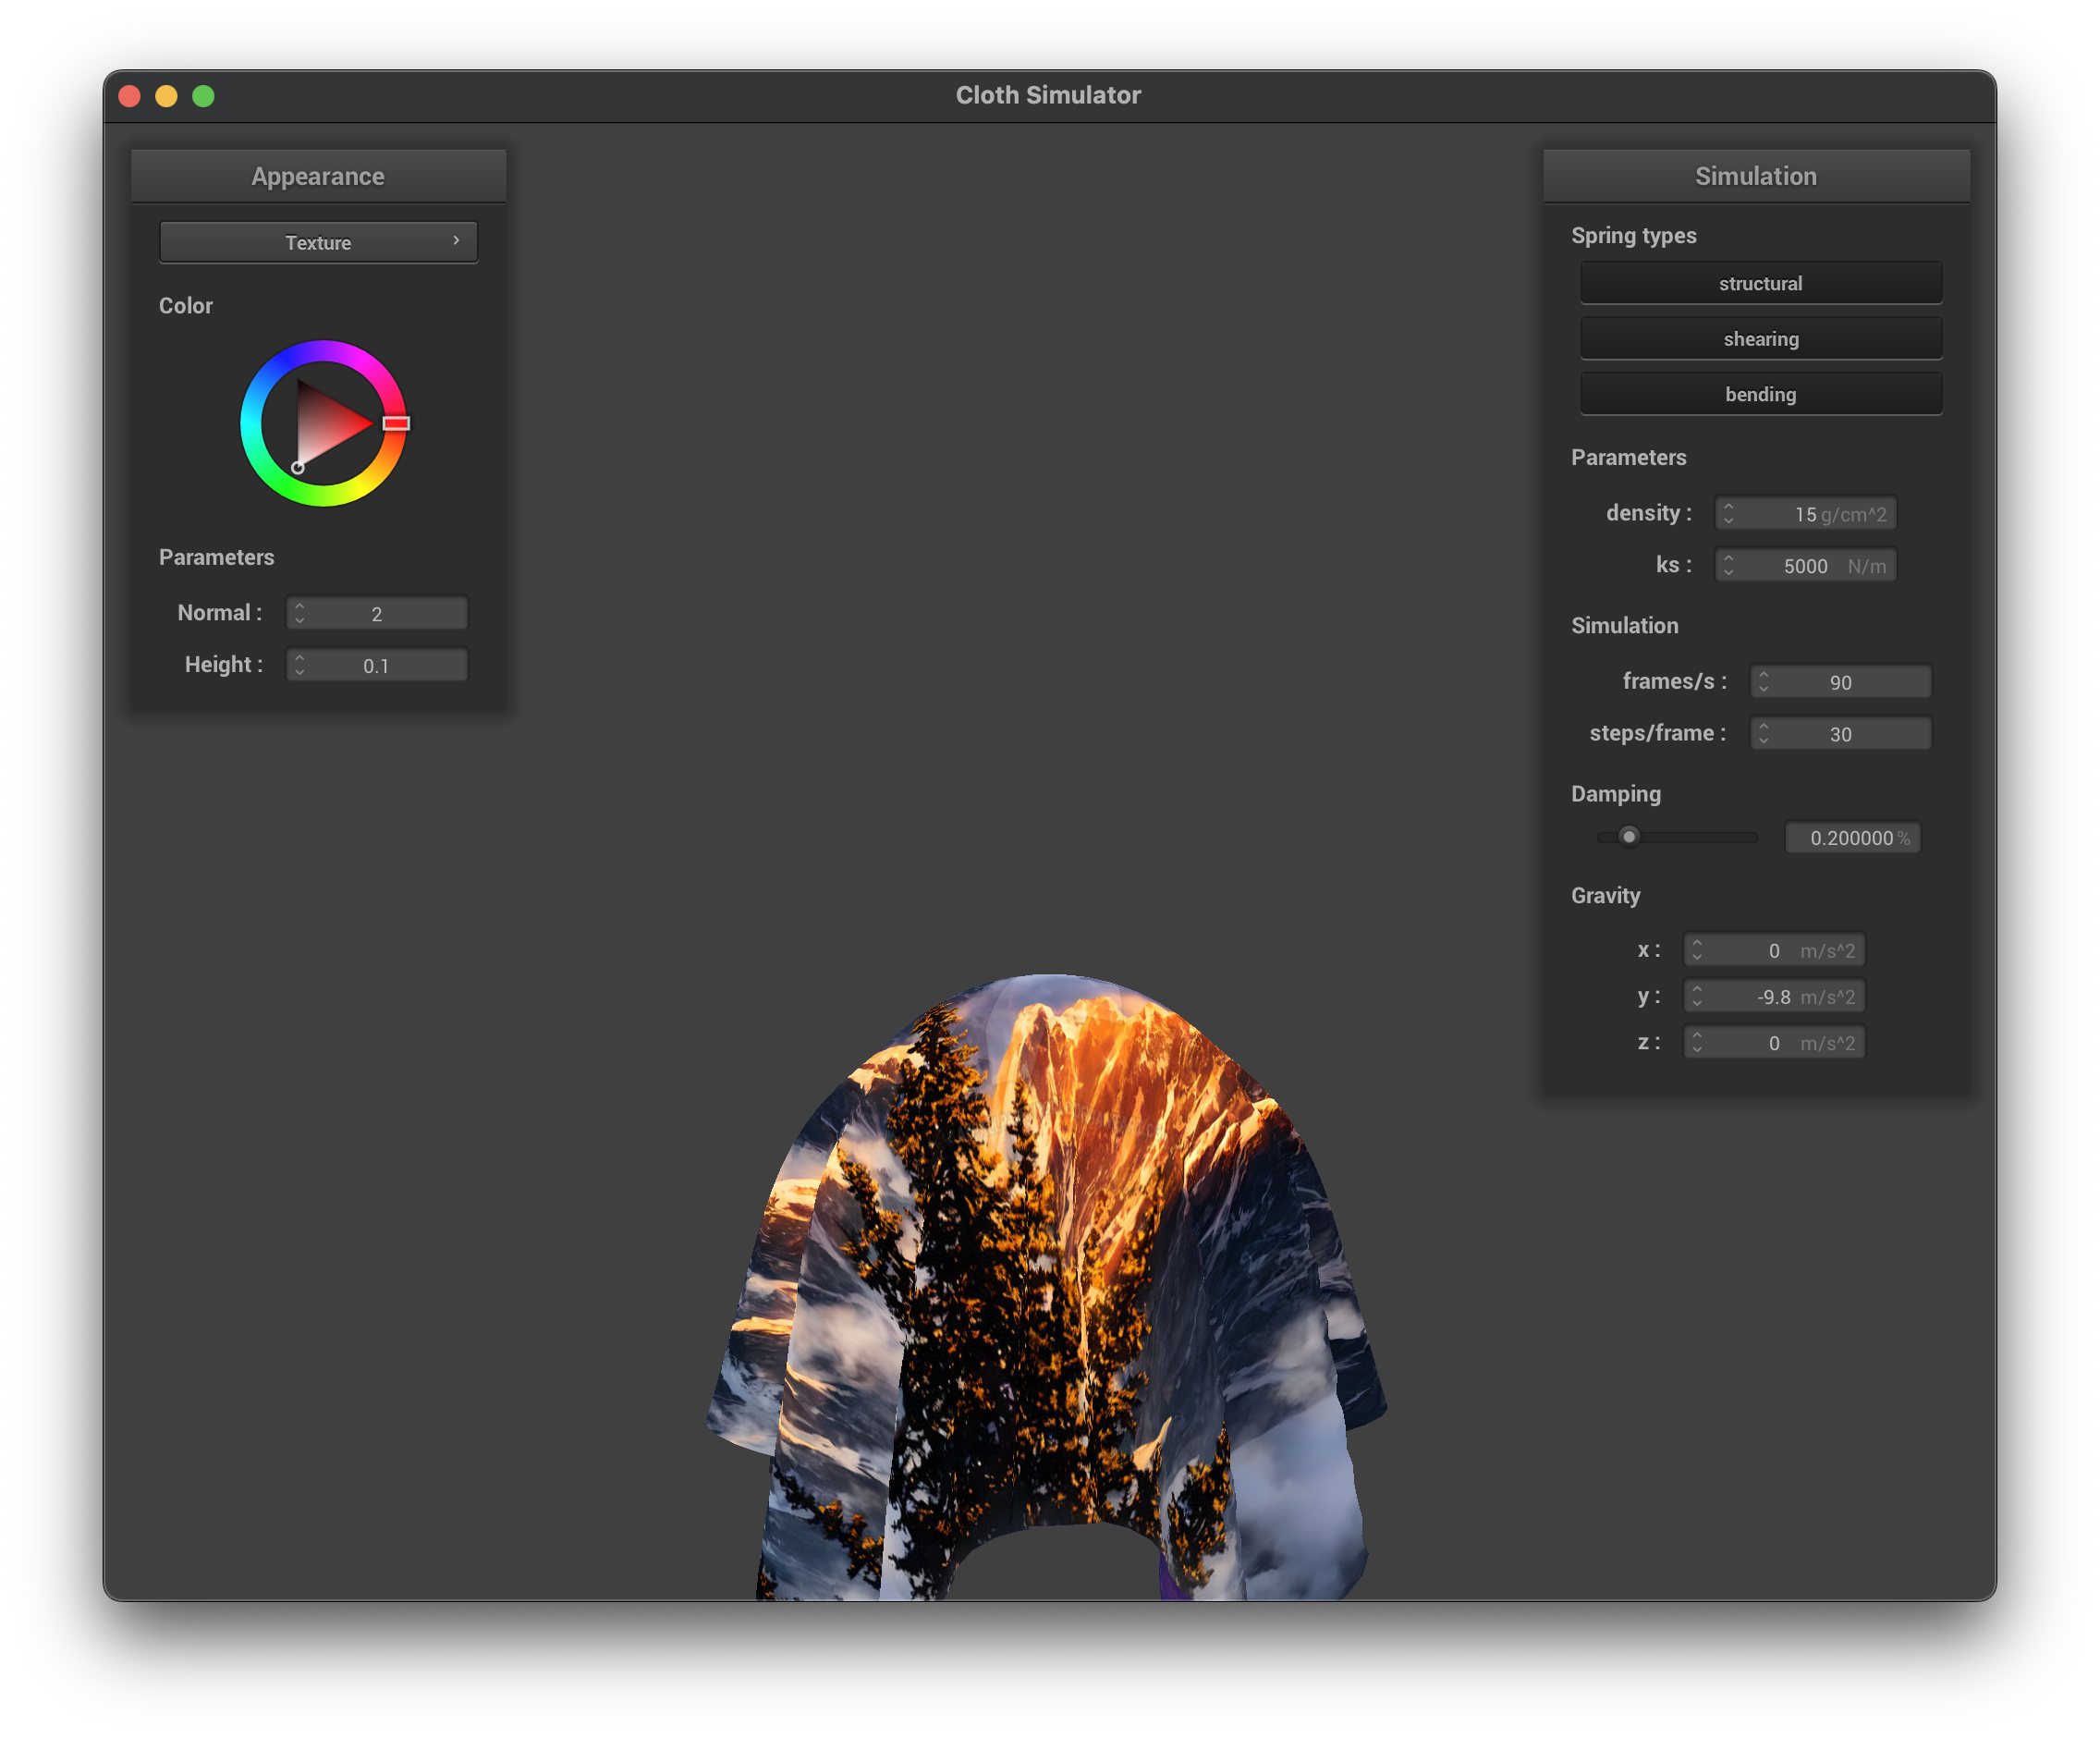 Cloth Simulator
Appearance
Texture
Color
Parameters
Normal : 2
Height : 0.1
Simulation
Spring types
structural
shearing
bending
Parameters
density : 15 g/cm^2
ks : 5000 N/m
Simulation
frames/s : 90
steps/frame : 30
Damping
0.200000 %
Gravity
x : 0 m/s^2
y : -9.8 m/s^2
z : 0 m/s^2